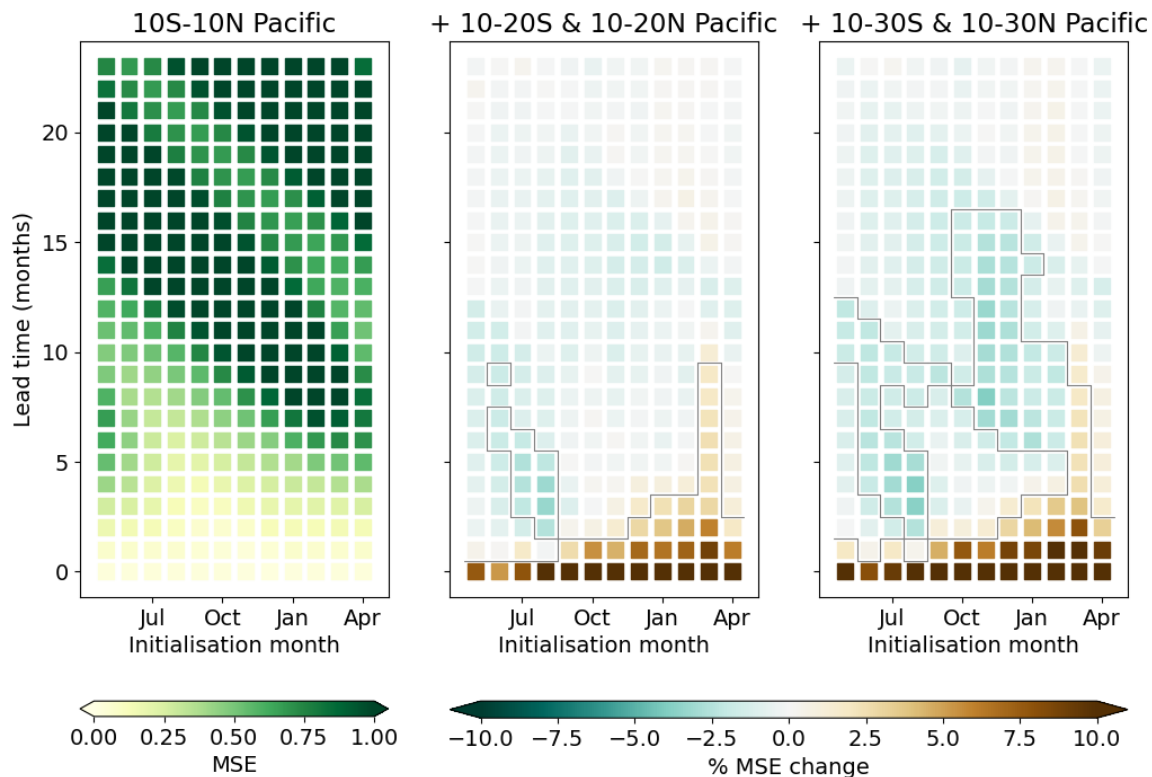 10S-10N Pacific
+ 10-20S & 10-20N Pacific
+ 10-30S & 10-30N Pacific
Lead time (months)
20
15
10
5
0
Jul Oct Jan Apr
Jul Oct Jan Apr
Jul Oct Jan Apr
Initialisation month
Initialisation month
Initialisation month
0.00 0.25 0.50 0.75 1.00
MSE
−10.0 −7.5 −5.0 −2.5 0.0 2.5 5.0 7.5 10.0
% MSE change